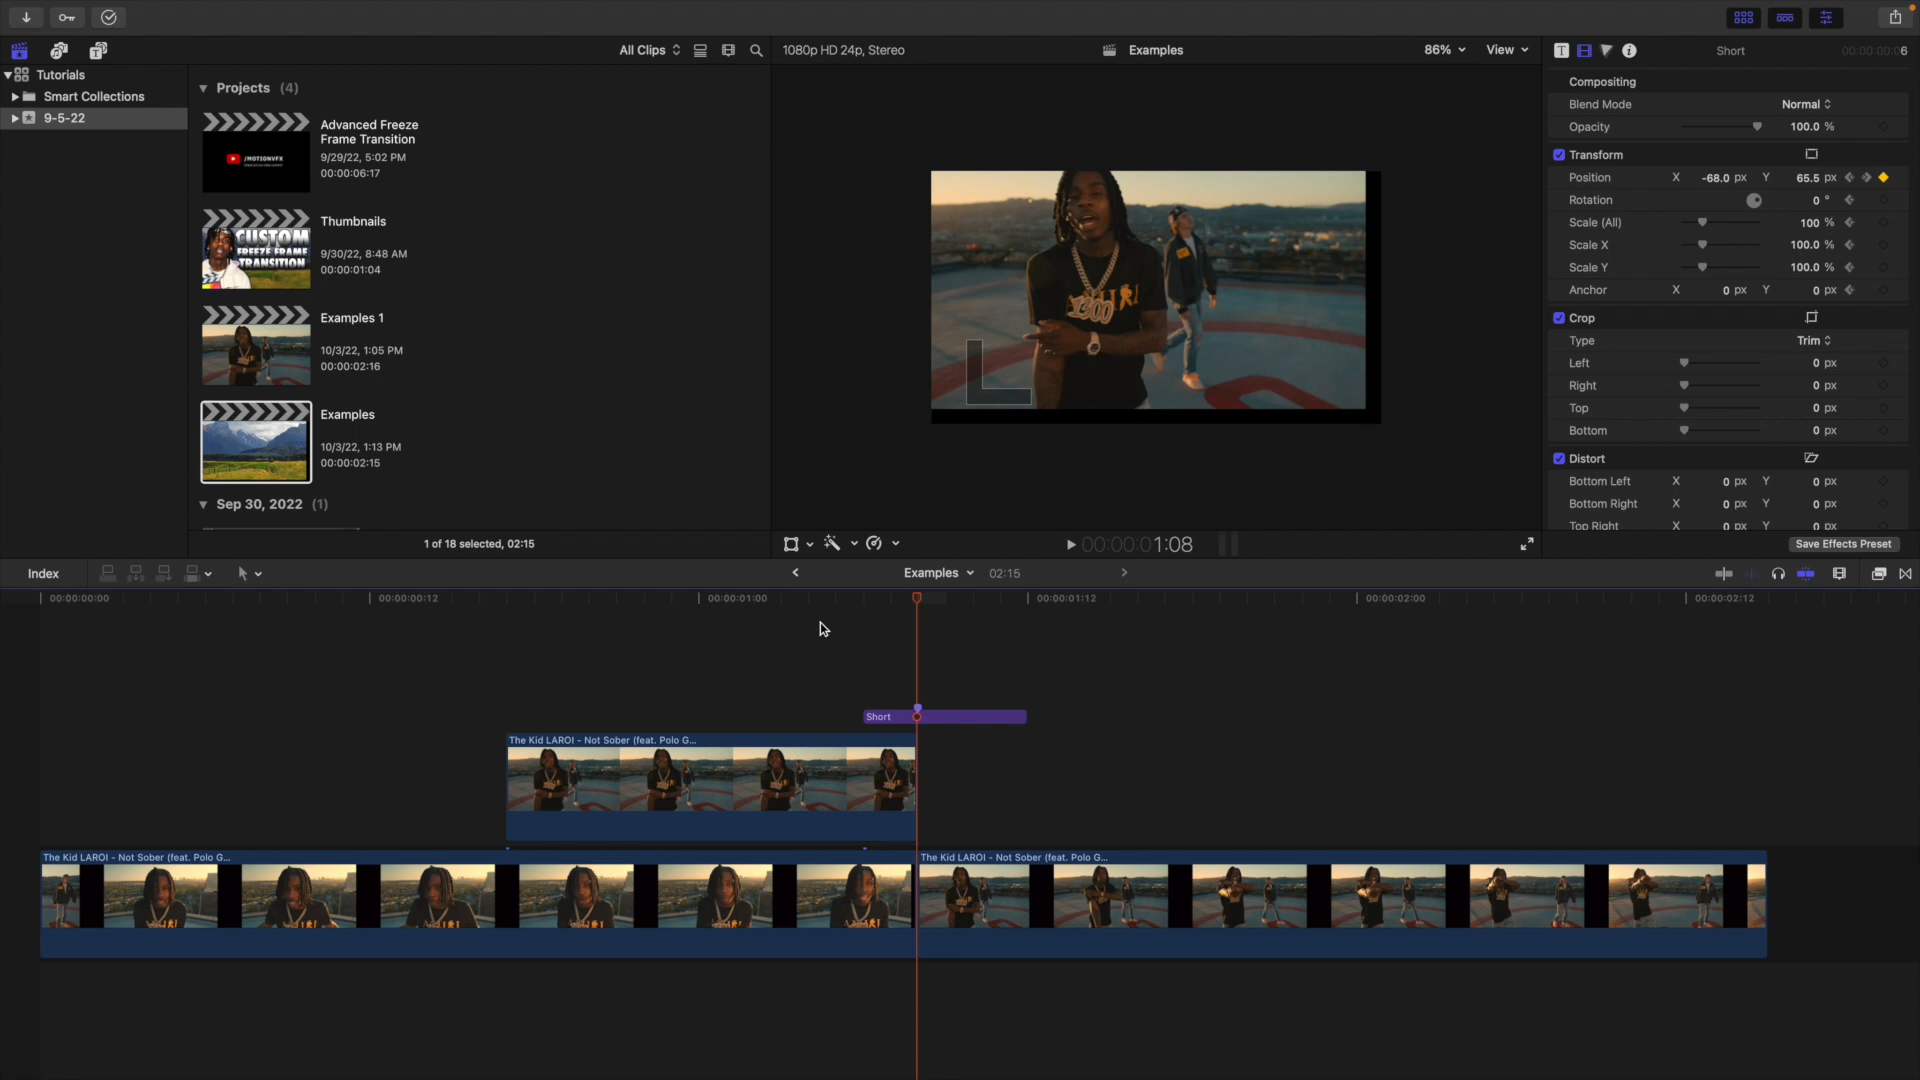 All Clips
1080p HD 24p, Stereo
Examples
86%
View
Short
00:00:00:06
Tutorials
Smart Collections
9-5-22
Projects (4)
Advanced Freeze
Frame Transition
9/29/22, 5:02 PM
00:00:06:17
/MOTIONVFX
Thumbnails
9/30/22, 8:48 AM
00:00:01:04
CUSTOM
FREEZE FRAME
TRANSITION
Examples 1
10/3/22, 1:05 PM
00:00:02:16
Examples
10/3/22, 1:13 PM
00:00:02:15
Sep 30, 2022 (1)
1 of 18 selected, 02:15
00:00:01:08
Compositing
Blend Mode Normal
Opacity 100.0 %
Transform
Position X -68.0 px Y 65.5 px
Rotation 0 °
Scale (All) 100 %
Scale X 100.0 %
Scale Y 100.0 %
Anchor X 0 px Y 0 px
Crop
Type Trim
Left 0 px
Right 0 px
Top 0 px
Bottom 0 px
Distort
Bottom Left X 0 px Y 0 px
Bottom Right X 0 px Y 0 px
Top Right X 0 px Y 0 px
Save Effects Preset
Index
Examples 02:15
00:00:00:00 00:00:00:12 00:00:01:00 00:00:01:12 00:00:02:00 00:00:02:12
Short
The Kid LAROI - Not Sober (feat. Polo G...
The Kid LAROI - Not Sober (feat. Polo G...
The Kid LAROI - Not Sober (feat. Polo G...